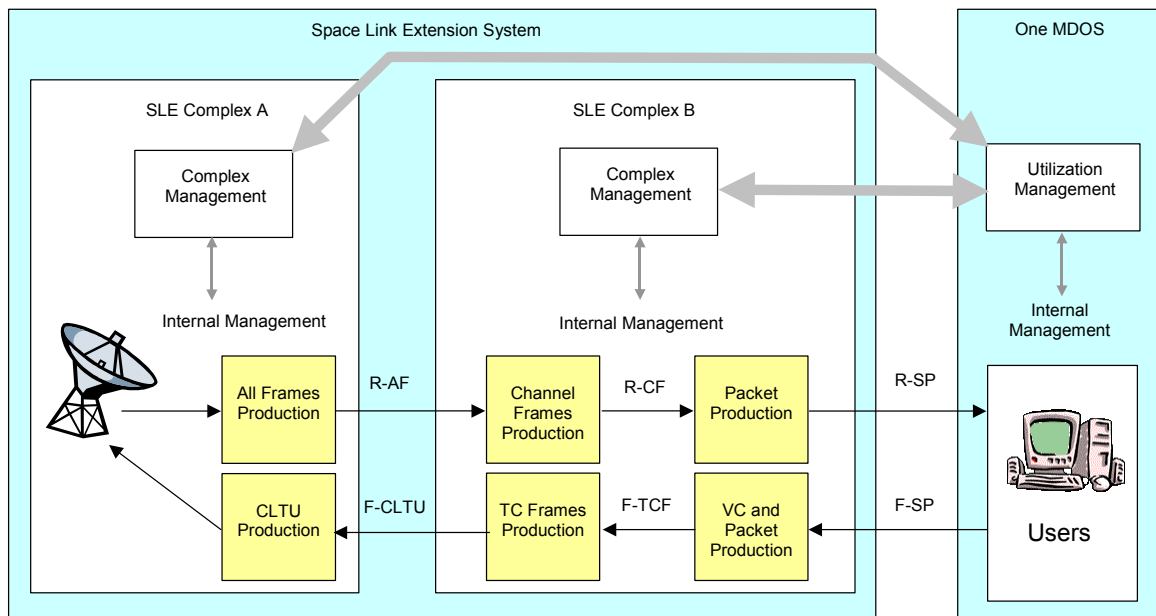 Space Link Extension System
One MDOS
SLE Complex A
SLE Complex B
Complex
Management
Complex
Management
Utilization
Management
Internal Management
Internal Management
Internal
Management
All Frames
Production
R-AF
Channel
Frames
Production
R-CF
Packet
Production
R-SP
CLTU
Production
F-CLTU
TC Frames
Production
F-TCF
VC and
Packet
Production
F-SP
Users